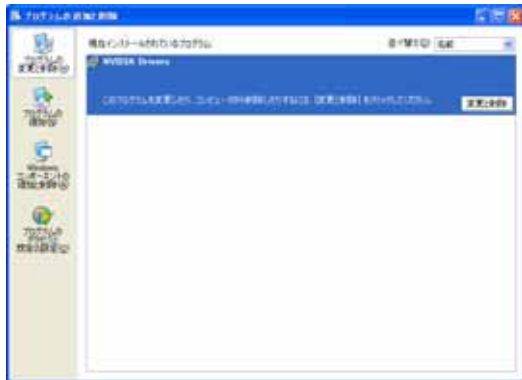 プログラムの追加と削除
プログラムの
変更と削除(H)
プログラムの
追加(N)
Windows
コンポーネントの
追加と削除(A)
プログラムの
アクセスと
既定の設定(O)
現在インストールされているプログラム:
並べ替え(S): 名前
NVIDIA Drivers
このプログラムを変更したり、コンピュータから削除したりするには、[変更と削除] をクリックしてください。
変更と削除